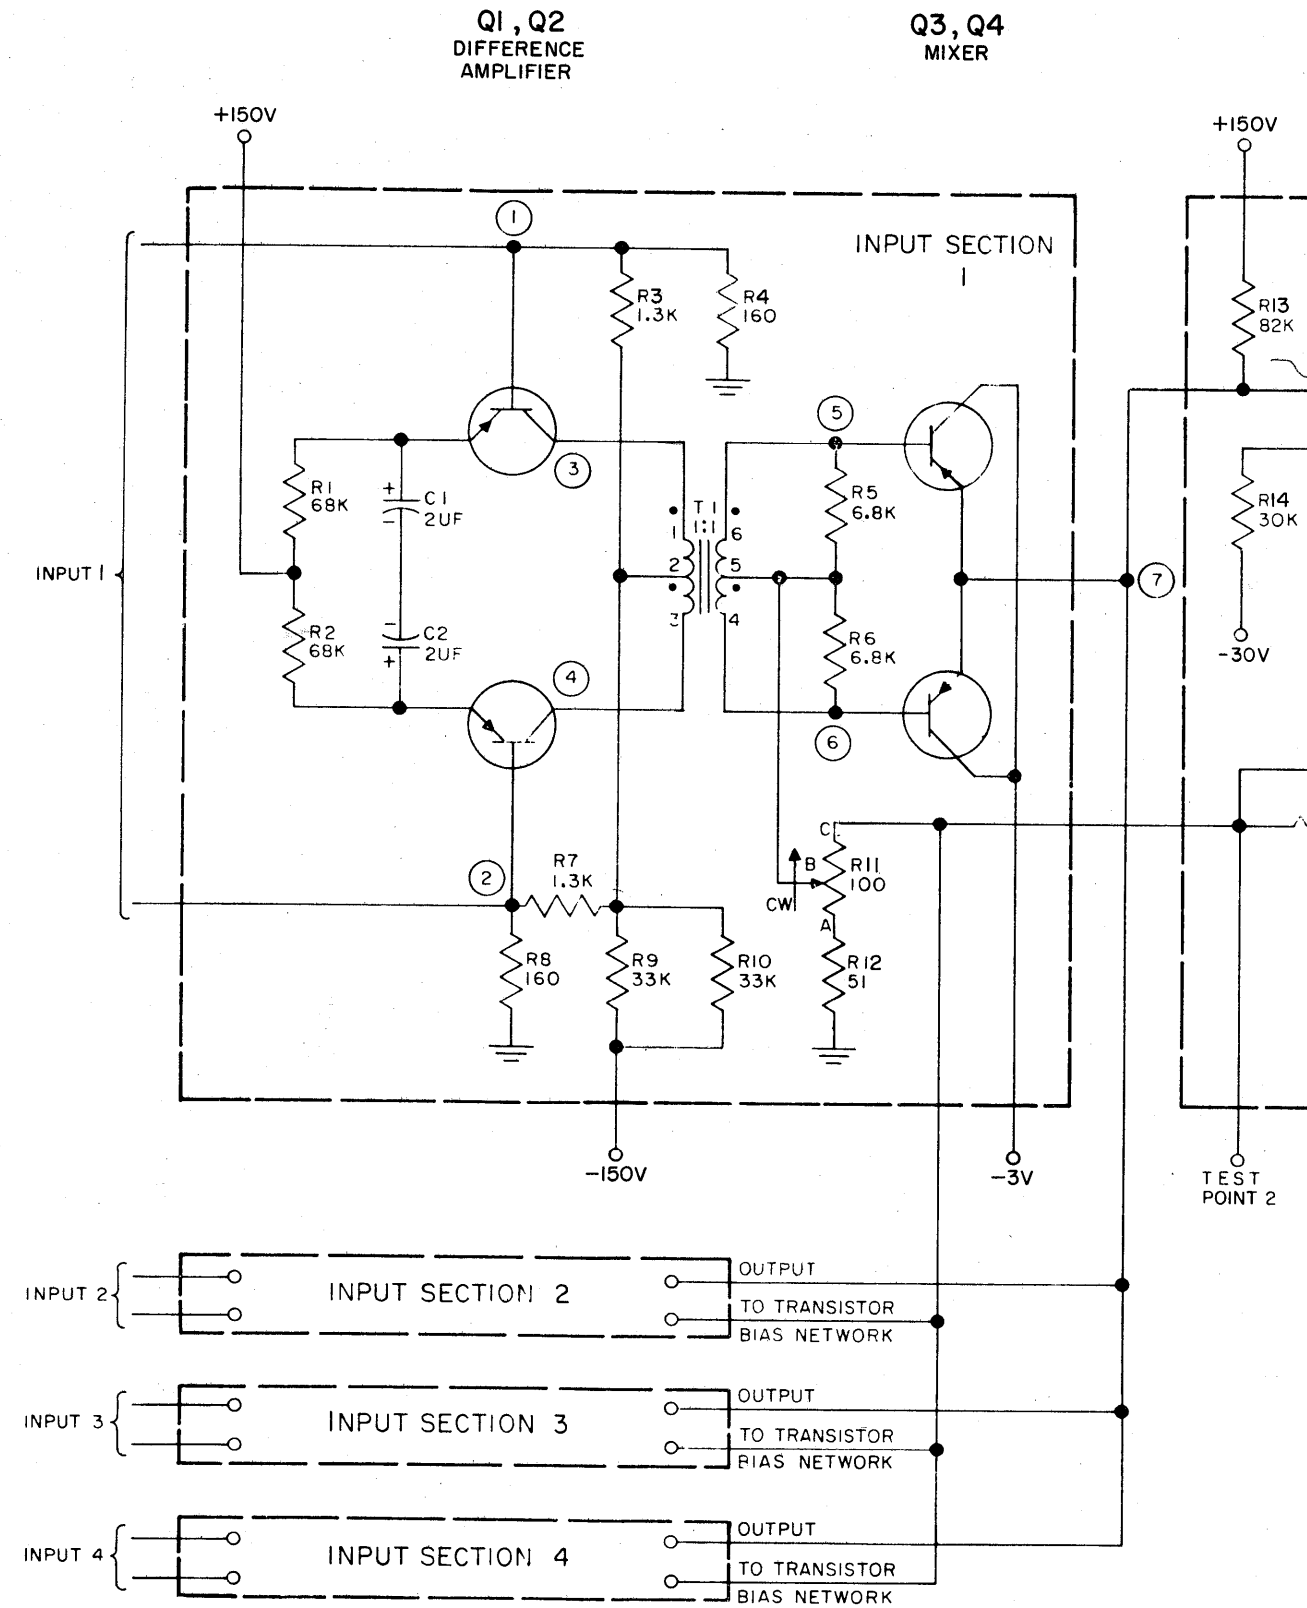 Q1, Q2
DIFFERENCE
AMPLIFIER
Q3, Q4
MIXER
+150V
+150V
1
INPUT SECTION
1
R3
1.3K
R4
160
R13
82K
5
3
R1
68K
+
C1
2UF
-
T1
1:1
1
6
R5
6.8K
R14
30K
INPUT 1
2
5
7
3
4
R2
68K
-
C2
2UF
+
R6
6.8K
-30V
4
6
C
B
R11
100
CW
A
2
R7
1.3K
R8
160
R9
33K
R10
33K
R12
51
-150V
-3V
TEST
POINT 2
INPUT 2
INPUT SECTION 2
OUTPUT
TO TRANSISTOR
BIAS NETWORK
INPUT 3
INPUT SECTION 3
OUTPUT
TO TRANSISTOR
BIAS NETWORK
INPUT 4
INPUT SECTION 4
OUTPUT
TO TRANSISTOR
BIAS NETWORK